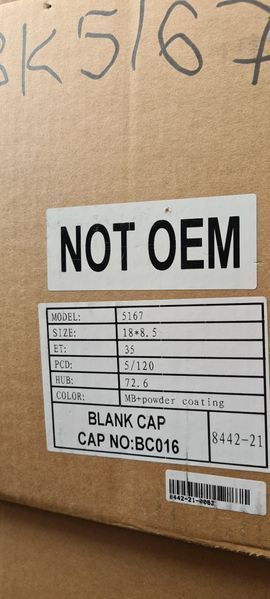 BK5167
NOT OEM
MODEL: 5167
SIZE: 18*8.5
ET: 35
PCD: 5/120
HUB: 72.6
COLOR: MB+powder coating
BLANK CAP
CAP NO:BC016
8442-21
8442-21-0062